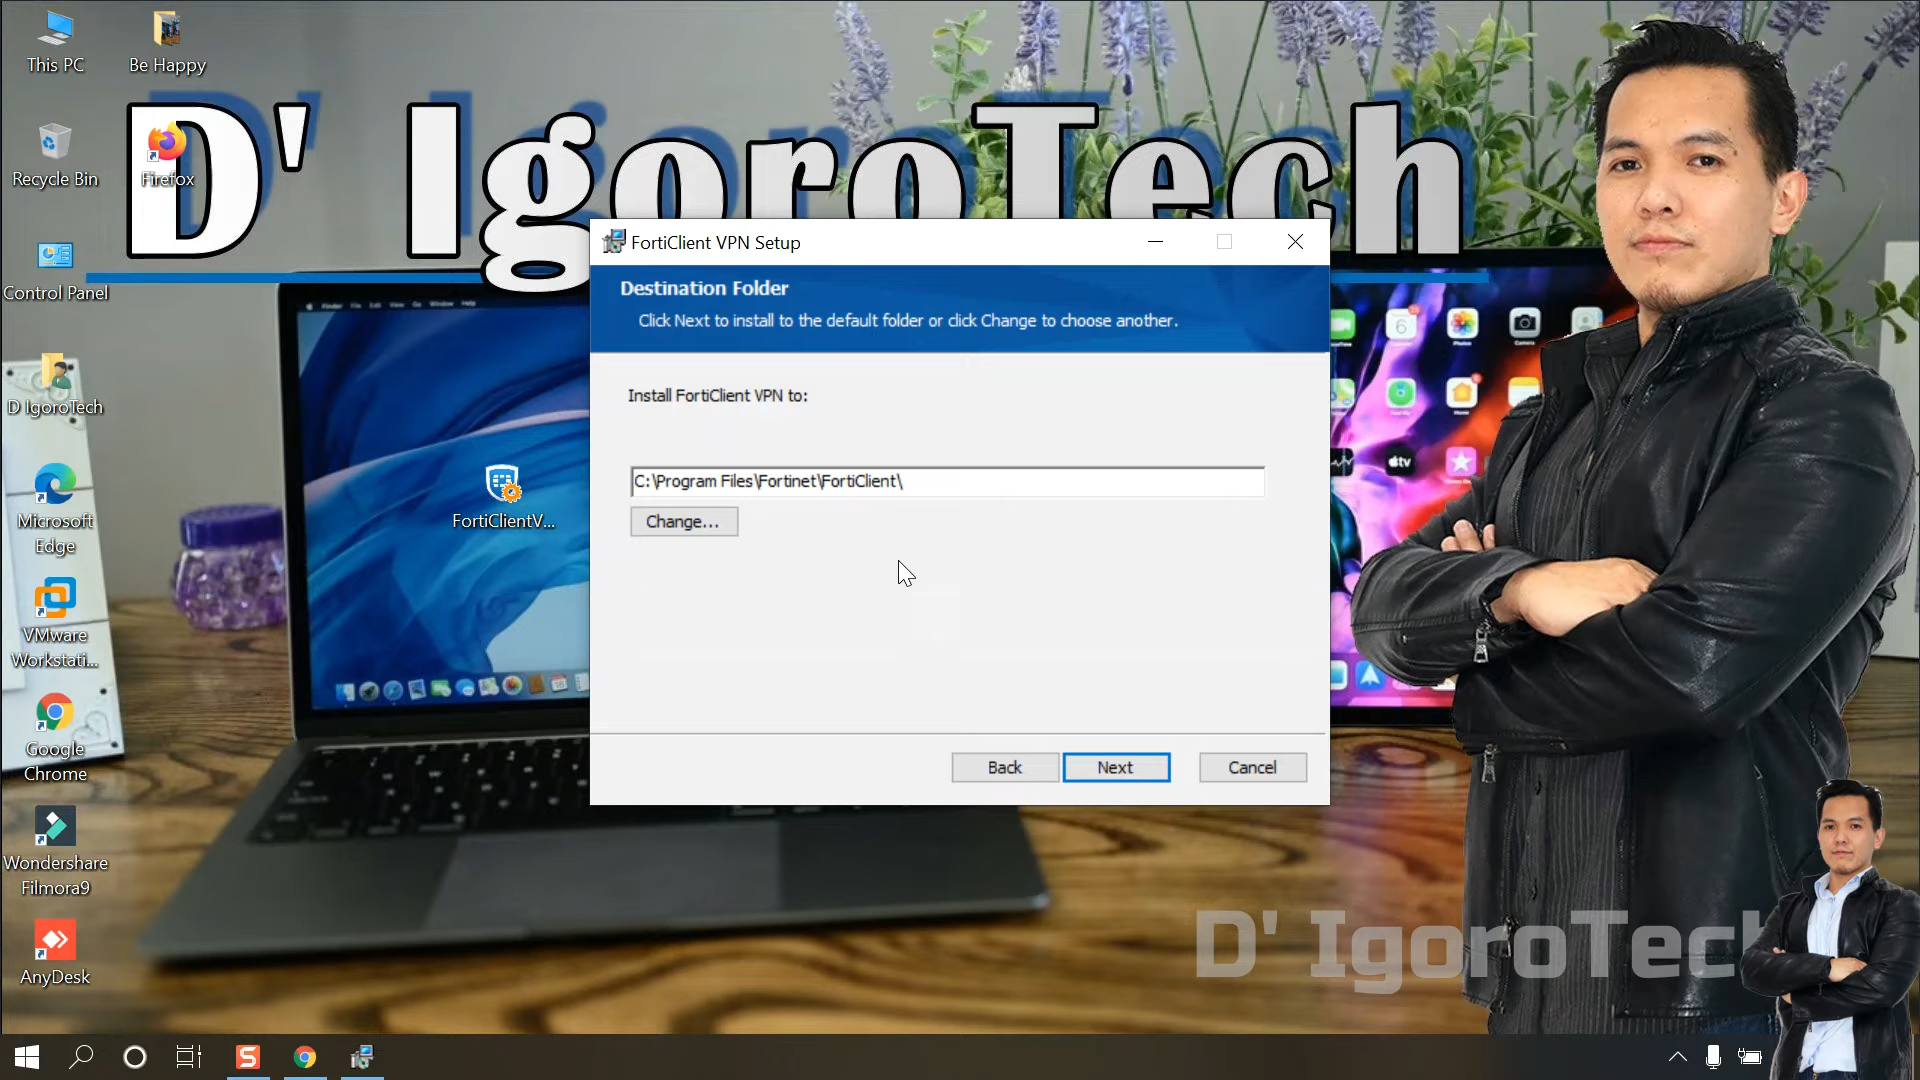 This PC
Be Happy
D' IgoroTech
Recycle Bin
Firefox
Control Panel
D IgoroTech
Microsoft
Edge
VMware
Workstati...
Google
Chrome
Wondershare
Filmora9
AnyDesk
FortiClientV...
FortiClient VPN Setup
Destination Folder
Click Next to install to the default folder or click Change to choose another.
Install FortiClient VPN to:
C:\Program Files\Fortinet\FortiClient\
Change...
Back
Next
Cancel
D' IgoroTech